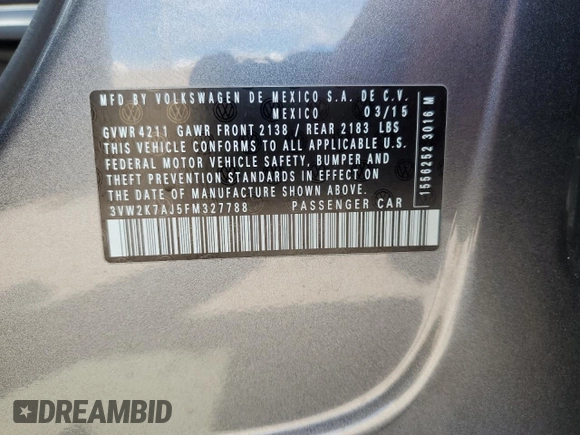 MFD BY VOLKSWAGEN DE MEXICO S.A. DE C.V.
MEXICO 03/15
GVWR 4211 GAWR FRONT 2138 / REAR 2183 LBS
THIS VEHICLE CONFORMS TO ALL APPLICABLE U.S.
FEDERAL MOTOR VEHICLE SAFETY, BUMPER AND
THEFT PREVENTION STANDARDS IN EFFECT ON
THE DATE OF MANUFACTURE SHOWN ABOVE.
3VW2K7AJ5FM327788 PASSENGER CAR
1556252 3016 M
DREAMBID